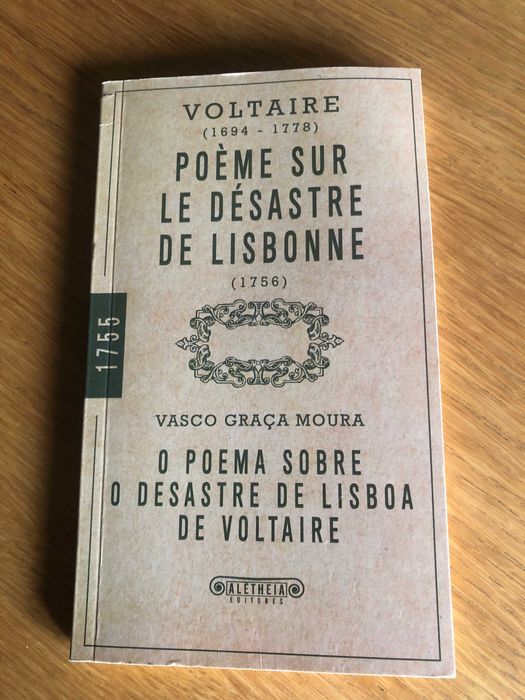 VOLTAIRE
(1694 - 1778)
POÈME SUR
LE DÉSASTRE
DE LISBONNE
(1756)
1755
VASCO GRAÇA MOURA
O POEMA SOBRE
O DESASTRE DE LISBOA
DE VOLTAIRE
ALÊTHEIA
EDITORES